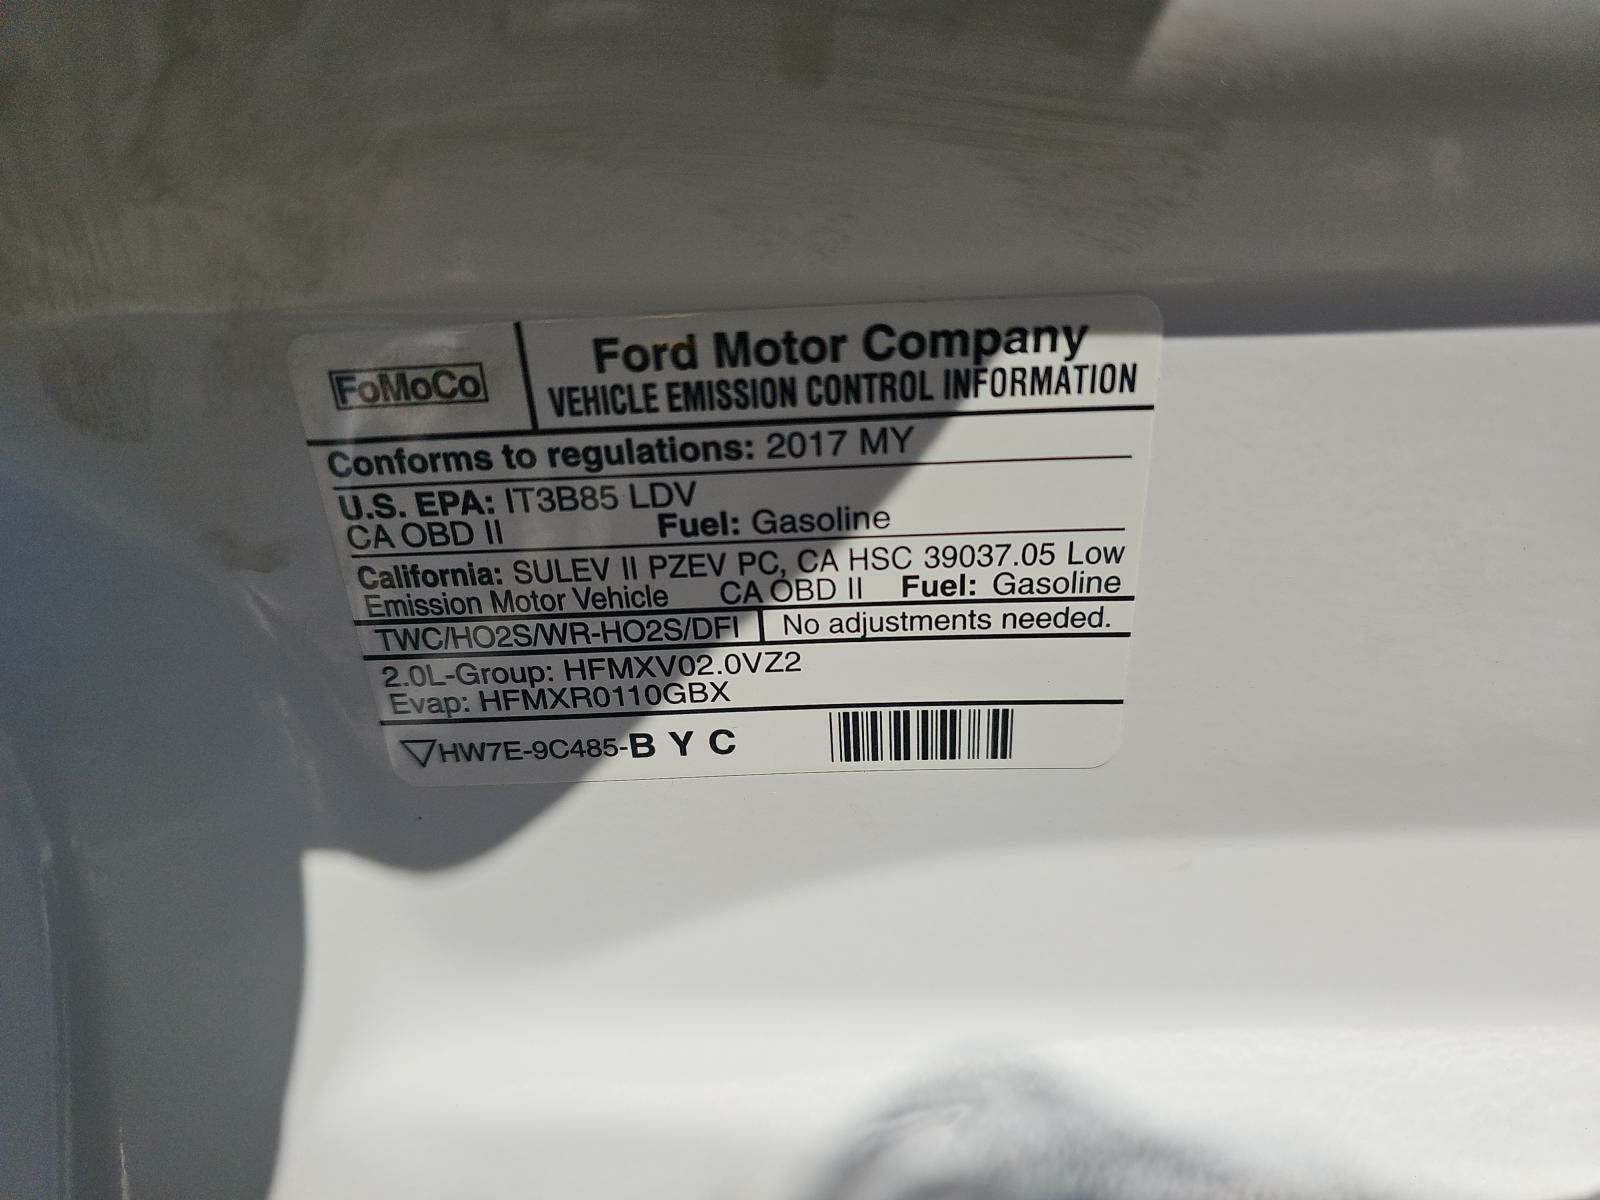 FoMoCo
Ford Motor Company
VEHICLE EMISSION CONTROL INFORMATION
Conforms to regulations: 2017 MY
U.S. EPA: IT3B85 LDV
CA OBD II Fuel: Gasoline
California: SULEV II PZEV PC, CA HSC 39037.05 Low
Emission Motor Vehicle CA OBD II Fuel: Gasoline
TWC/HO2S/WR-HO2S/DFI No adjustments needed.
2.0L-Group: HFMXV02.0VZ2
Evap: HFMXR0110GBX
HW7E-9C485-B Y C